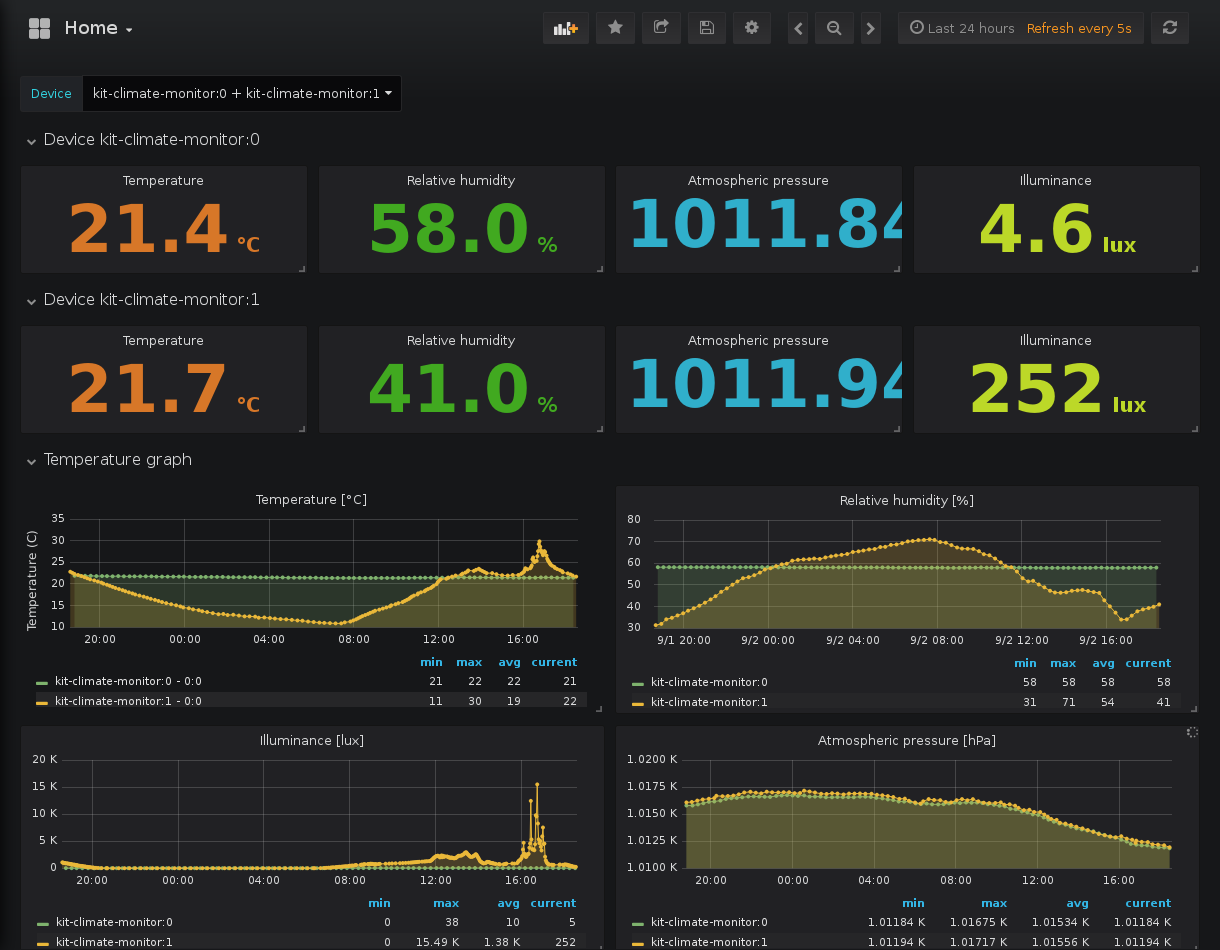 Home
Last 24 hours Refresh every 5s
Device kit-climate-monitor:0 + kit-climate-monitor:1
Device kit-climate-monitor:0
Temperature Relative humidity Atmospheric pressure Illuminance
21.4 °C 58.0 % 1011.84 4.6 lux
Device kit-climate-monitor:1
Temperature Relative humidity Atmospheric pressure Illuminance
21.7 °C 41.0 % 1011.94 252 lux
Temperature graph
Temperature [°C]
Temperature (C)
35
30
25
20
15
10
20:00 00:00 04:00 08:00 12:00 16:00
min max avg current
kit-climate-monitor:0 - 0:0 21 22 22 21
kit-climate-monitor:1 - 0:0 11 30 19 22
Relative humidity [%]
80
70
60
50
40
30
9/1 20:00 9/2 00:00 9/2 04:00 9/2 08:00 9/2 12:00 9/2 16:00
min max avg current
kit-climate-monitor:0 58 58 58 58
kit-climate-monitor:1 31 71 54 41
Illuminance [lux]
20 K
15 K
10 K
5 K
0
20:00 00:00 04:00 08:00 12:00 16:00
min max avg current
kit-climate-monitor:0 0 38 10 5
kit-climate-monitor:1 0 15.49 K 1.38 K 252
Atmospheric pressure [hPa]
1.0200 K
1.0175 K
1.0150 K
1.0125 K
1.0100 K
20:00 00:00 04:00 08:00 12:00 16:00
min max avg current
kit-climate-monitor:0 1.01184 K 1.01675 K 1.01534 K 1.01184 K
kit-climate-monitor:1 1.01194 K 1.01717 K 1.01556 K 1.01194 K